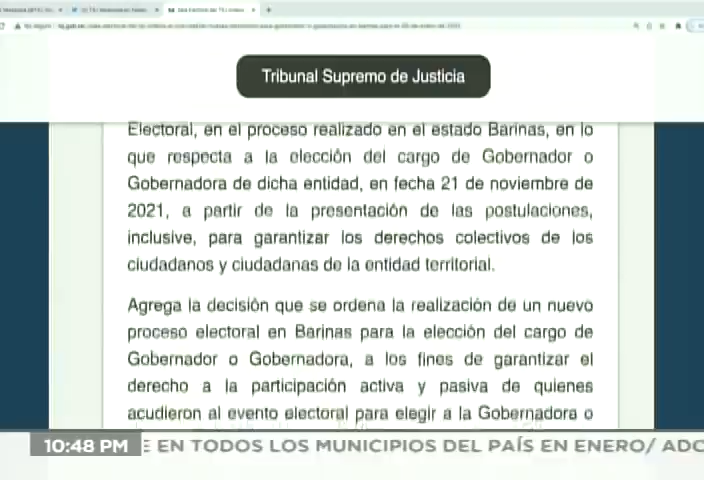 Tribunal Supremo de Justicia
Electoral, en el proceso realizado en el estado Barinas, en lo
que respecta a la elección del cargo de Gobernador o
Gobernadora de dicha entidad, en fecha 21 de noviembre de
2021, a partir de la presentación de las postulaciones,
inclusive, para garantizar los derechos colectivos de los
ciudadanos y ciudadanas de la entidad territorial.
Agrega la decisión que se ordena la realización de un nuevo
proceso electoral en Barinas para la elección del cargo de
Gobernador o Gobernadora, a los fines de garantizar el
derecho a la participación activa y pasiva de quienes
acudieron al evento electoral para elegir a la Gobernadora o
10:48 PM E EN TODOS LOS MUNICIPIOS DEL PAÍS EN ENERO/ ADO